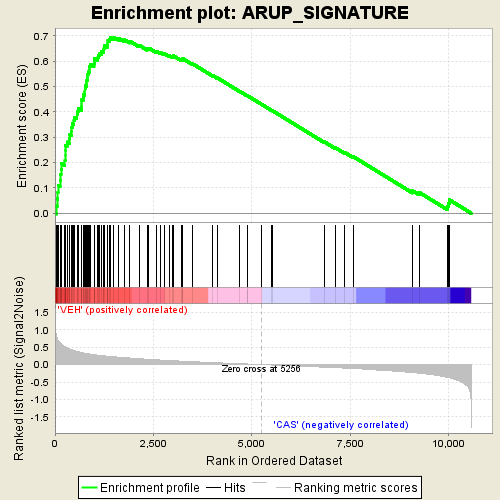 Enrichment plot: ARUP_SIGNATURE
Enrichment score (ES)
0.7
0.6
0.5
0.4
0.3
0.2
0.1
0.0
'VEH' (positively correlated)
Ranked list metric (Signal2Noise)
1.5
1.0
0.5
0.0
-0.5
-1.0
-1.5
Zero cross at 5256
'CAS' (negatively correlated)
0 2,500 5,000 7,500 10,000
Rank in Ordered Dataset
Enrichment profile Hits Ranking metric scores